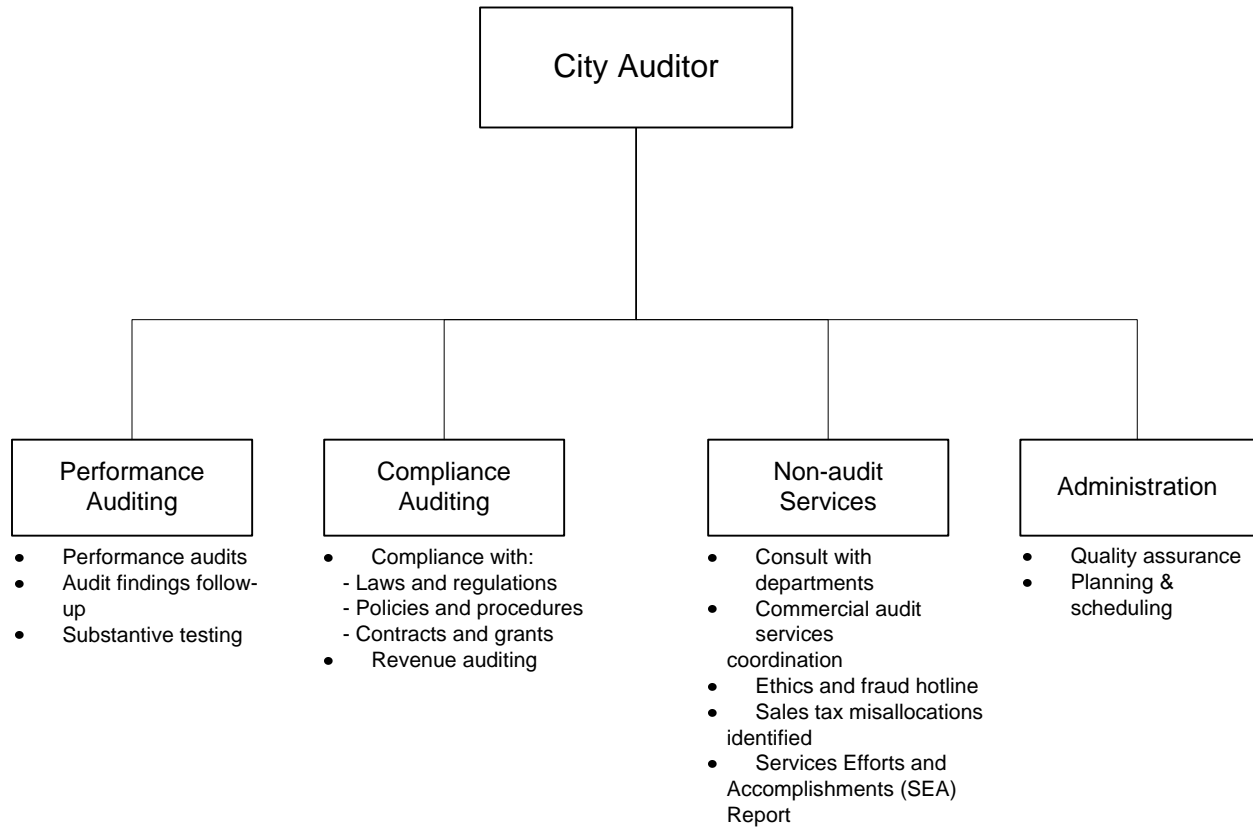 City Auditor
Performance
Auditing
• Performance audits
• Audit findings follow-
up
• Substantive testing
Compliance
Auditing
• Compliance with:
- Laws and regulations
- Policies and procedures
- Contracts and grants
• Revenue auditing
Non-audit
Services
• Consult with
departments
• Commercial audit
services
coordination
• Ethics and fraud hotline
• Sales tax misallocations
identified
• Services Efforts and
Accomplishments (SEA)
Report
Administration
• Quality assurance
• Planning &
scheduling